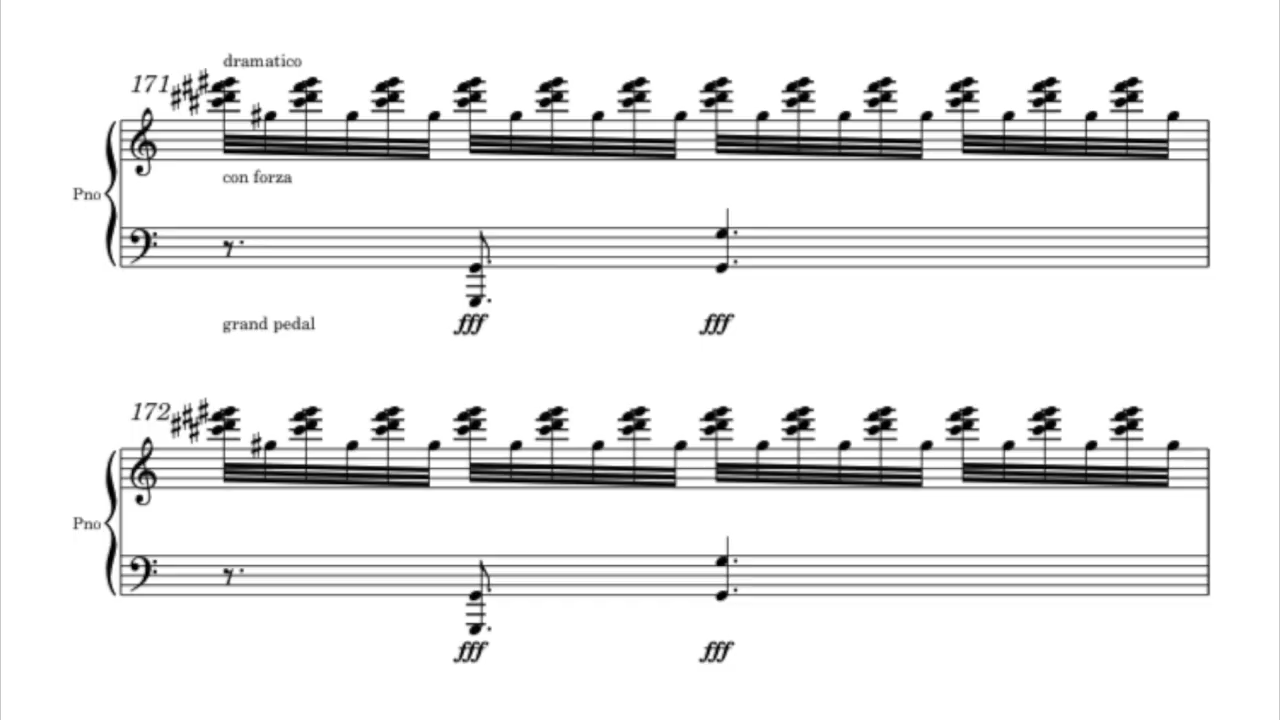 dramatico
171
con forza
Pno
grand pedal
fff fff
172
Pno
fff fff